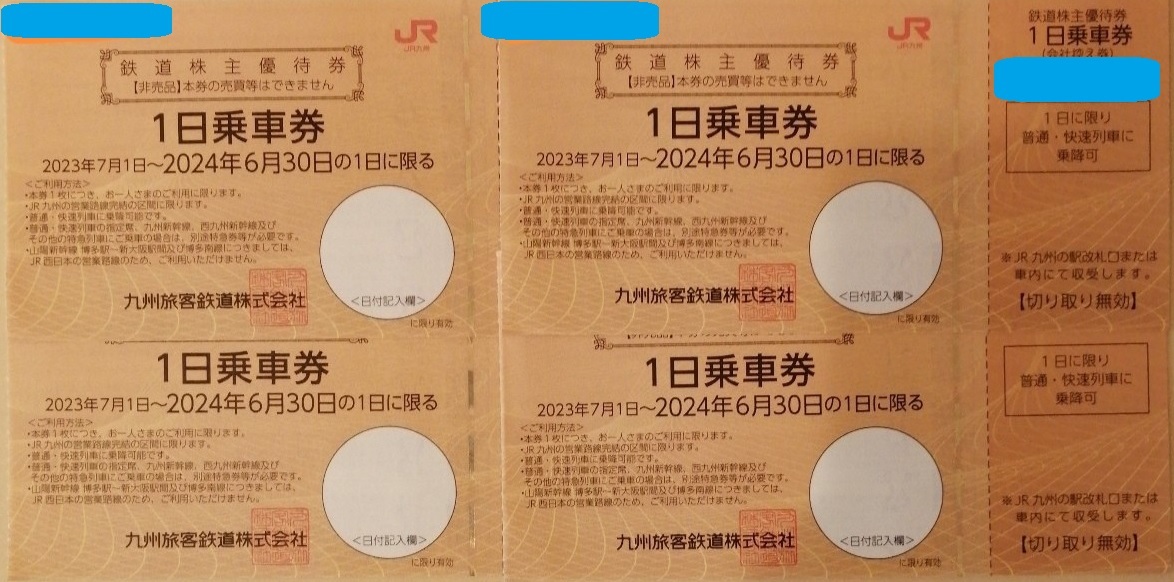 JR
JR九州
鉄道株主優待券
【非売品】本券の売買等はできません
1日乗車券
2023年7月1日～2024年6月30日の1日に限る
＜ご利用方法＞
・本券1枚につき、お一人さまのご利用に限ります。
・JR九州の営業路線完結の区間に限ります。
・普通・快速列車に乗降可能です。
・普通・快速列車の指定席、九州新幹線、西九州新幹線及び
その他の特急列車にご乗車の場合は、別途特急券等が必要です。
・山陽新幹線 博多駅～新大阪駅間及び博多南線につきましては、
JR西日本の営業路線のため、ご利用いただけません。
九州旅客鉄道株式会社
＜日付記入欄＞
に限り有効
JR
JR九州
鉄道株主優待券
【非売品】本券の売買等はできません
1日乗車券
2023年7月1日～2024年6月30日の1日に限る
＜ご利用方法＞
・本券1枚につき、お一人さまのご利用に限ります。
・JR九州の営業路線完結の区間に限ります。
・普通・快速列車に乗降可能です。
・普通・快速列車の指定席、九州新幹線、西九州新幹線及び
その他の特急列車にご乗車の場合は、別途特急券等が必要です。
・山陽新幹線 博多駅～新大阪駅間及び博多南線につきましては、
JR西日本の営業路線のため、ご利用いただけません。
九州旅客鉄道株式会社
＜日付記入欄＞
に限り有効
鉄道株主優待券
1日乗車券
(会社控え券)
1日に限り
普通・快速列車に
乗降可
※JR九州の駅改札口または
車内にて収受します。
【切り取り無効】
1日乗車券
2023年7月1日～2024年6月30日の1日に限る
＜ご利用方法＞
・本券1枚につき、お一人さまのご利用に限ります。
・JR九州の営業路線完結の区間に限ります。
・普通・快速列車に乗降可能です。
・普通・快速列車の指定席、九州新幹線、西九州新幹線及び
その他の特急列車にご乗車の場合は、別途特急券等が必要です。
・山陽新幹線 博多駅～新大阪駅間及び博多南線につきましては、
JR西日本の営業路線のため、ご利用いただけません。
九州旅客鉄道株式会社
＜日付記入欄＞
に限り有効
1日乗車券
2023年7月1日～2024年6月30日の1日に限る
＜ご利用方法＞
・本券1枚につき、お一人さまのご利用に限ります。
・JR九州の営業路線完結の区間に限ります。
・普通・快速列車に乗降可能です。
・普通・快速列車の指定席、九州新幹線、西九州新幹線及び
その他の特急列車にご乗車の場合は、別途特急券等が必要です。
・山陽新幹線 博多駅～新大阪駅間及び博多南線につきましては、
JR西日本の営業路線のため、ご利用いただけません。
九州旅客鉄道株式会社
＜日付記入欄＞
に限り有効
1日に限り
普通・快速列車に
乗降可
※JR九州の駅改札口または
車内にて収受します。
【切り取り無効】